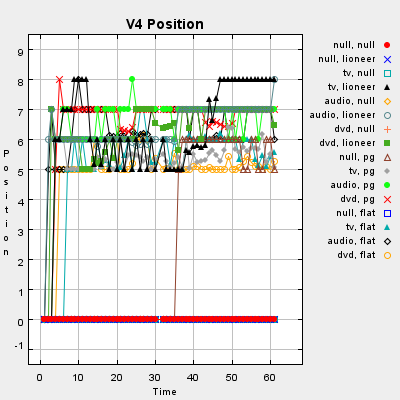 V4 Position
Position
9
8
7
6
5
4
3
2
1
0
-1
0
10
20
30
40
50
60
Time
null, null
null, lioneer
tv, null
tv, lioneer
audio, null
audio, lioneer
dvd, null
dvd, lioneer
null, pg
tv, pg
audio, pg
dvd, pg
null, flat
tv, flat
audio, flat
dvd, flat